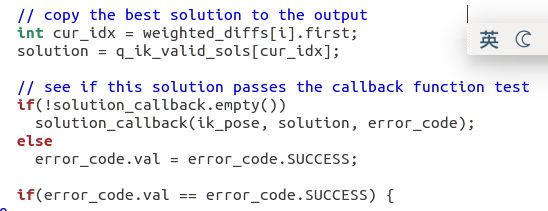 // copy the best solution to the output
int cur_idx = weighted_diffs[i].first;
solution = q_ik_valid_sols[cur_idx];
英
// see if this solution passes the callback function test
if(!solution_callback.empty())
solution_callback(ik_pose, solution, error_code);
else
error_code.val = error_code.SUCCESS;
if(error_code.val == error_code.SUCCESS) {